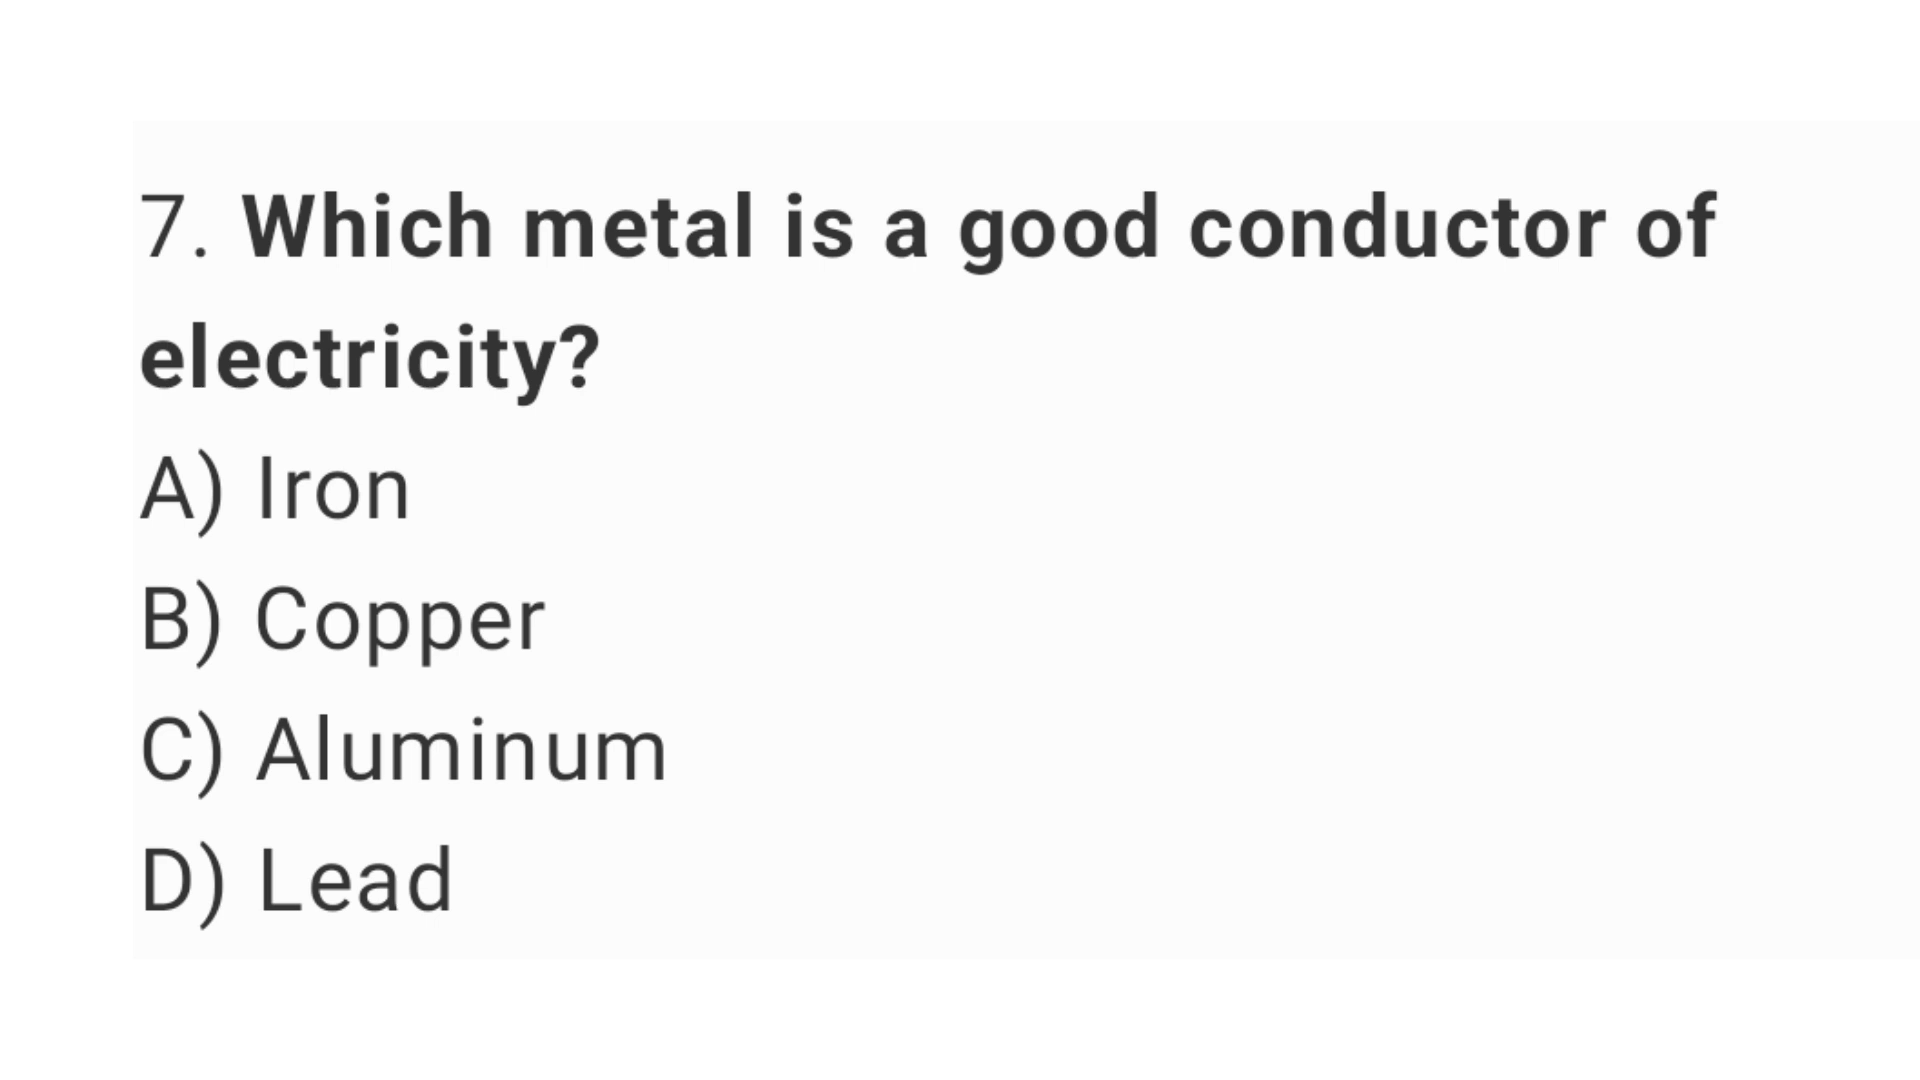 7. Which metal is a good conductor of
electricity?
A) Iron
B) Copper
C) Aluminum
D) Lead